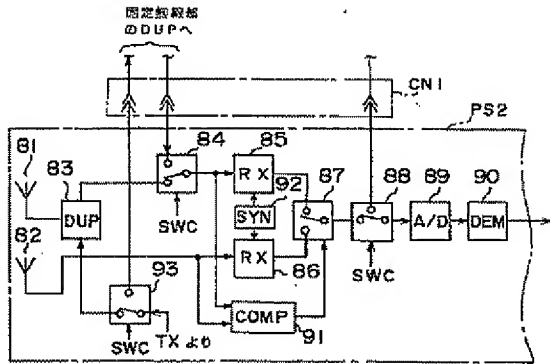 固定無線部
のDUPへ
CN1
PS2
81
83
84
85
92
87
88
89
90
82
DUP
RX
SYN
RX
A/D
DEM
SWC
SWC
86
93
COMP
91
SWC
TXより